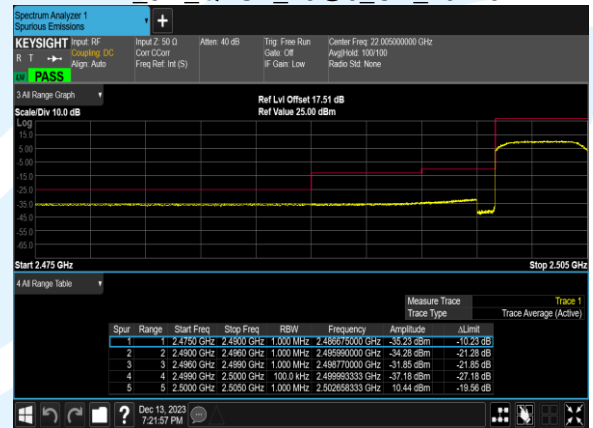 Spectrum Analyzer 1
Spurious Emissions
KEYSIGHT Input: RF Input Z: 50 Ω Atten: 40 dB Trig: Free Run Center Freq: 22.005000000 GHz
R T Coupling: DC Corr CCorr Gate: Off Avg|Hold: 100/100
Align: Auto Freq Ref: Int (S) IF Gain: Low Radio Std: None
LV PASS
3 All Range Graph
Ref Lvl Offset 17.51 dB
Scale/Div 10.0 dB Ref Value 25.00 dBm
Log
15.0
5.00
-5.00
-15.0
-25.0
-35.0
-45.0
-55.0
-65.0
Start 2.475 GHz Stop 2.505 GHz
4 All Range Table
Measure Trace Trace 1
Trace Type Trace Average (Active)
Spur Range Start Freq Stop Freq RBW Frequency Amplitude ΔLimit
1 1 2.4750 GHz 2.4900 GHz 1.000 MHz 2.486675000 GHz -35.23 dBm -10.23 dB
2 2 2.4900 GHz 2.4960 GHz 1.000 MHz 2.495990000 GHz -34.28 dBm -21.28 dB
3 3 2.4960 GHz 2.4990 GHz 1.000 MHz 2.498770000 GHz -31.85 dBm -21.85 dB
4 4 2.4990 GHz 2.5000 GHz 100.0 kHz 2.499993333 GHz -37.18 dBm -27.18 dB
5 5 2.5000 GHz 2.5050 GHz 1.000 MHz 2.502658333 GHz 10.44 dBm -19.56 dB
? Dec 13, 2023
7:21:57 PM